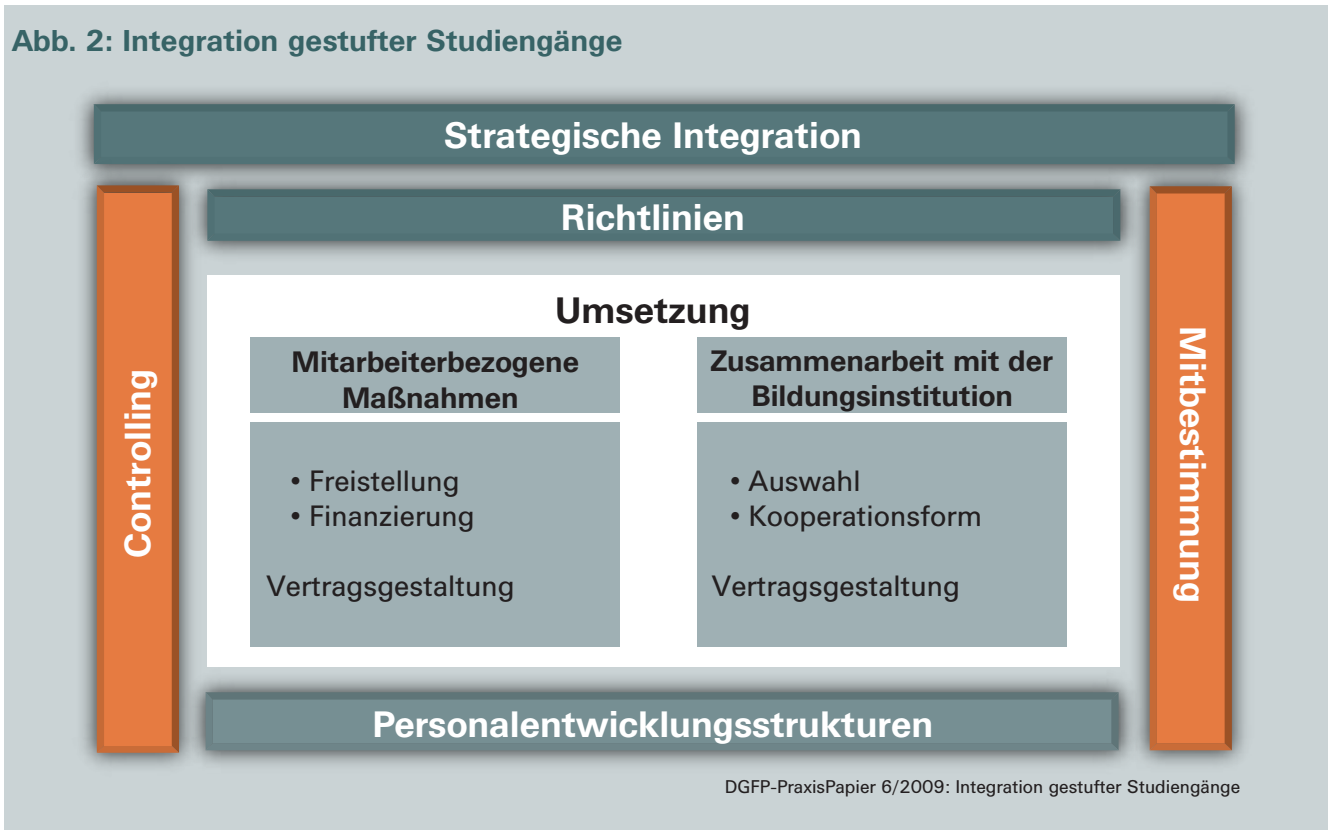 Abb. 2: Integration gestufter Studiengänge
Strategische Integration
Controlling
Richtlinien
Umsetzung
Mitarbeiterbezogene
Maßnahmen
• Freistellung
• Finanzierung
Vertragsgestaltung
Zusammenarbeit mit der
Bildungsinstitution
• Auswahl
• Kooperationsform
Vertragsgestaltung
Mitbestimmung
Personalentwicklungsstrukturen
DGFP-PraxisPapier 6/2009: Integration gestufter Studiengänge